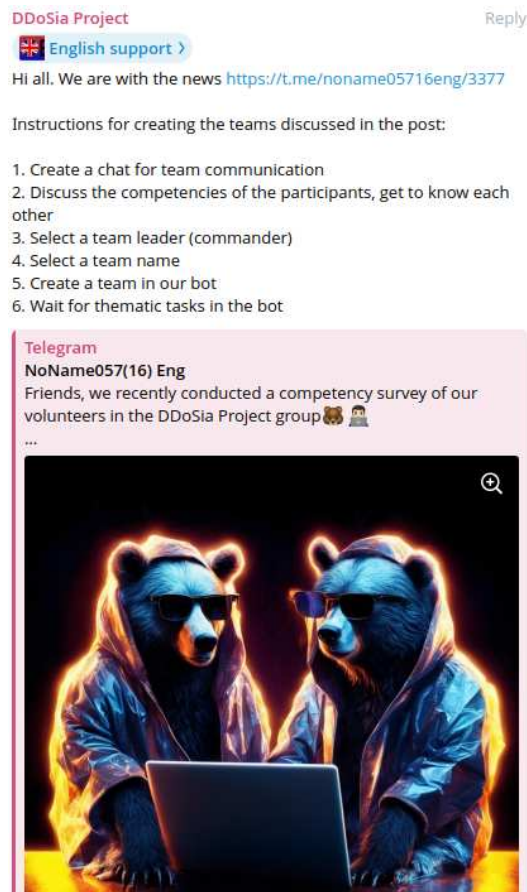 DDoSia Project
Reply
English support
Hi all. We are with the news https://t.me/noname05716eng/3377
Instructions for creating the teams discussed in the post:
1. Create a chat for team communication
2. Discuss the competencies of the participants, get to know each
other
3. Select a team leader (commander)
4. Select a team name
5. Create a team in our bot
6. Wait for thematic tasks in the bot
Telegram
NoName057(16) Eng
Friends, we recently conducted a competency survey of our
volunteers in the DDoSia Project group🐻👨🏻‍💻
...